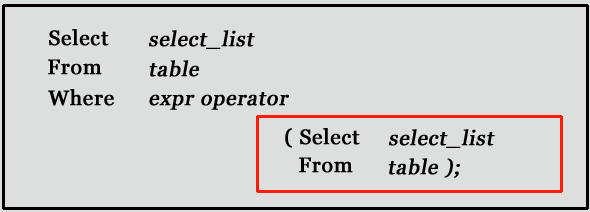 Select select_list
From table
Where expr operator
( Select select_list
From table );